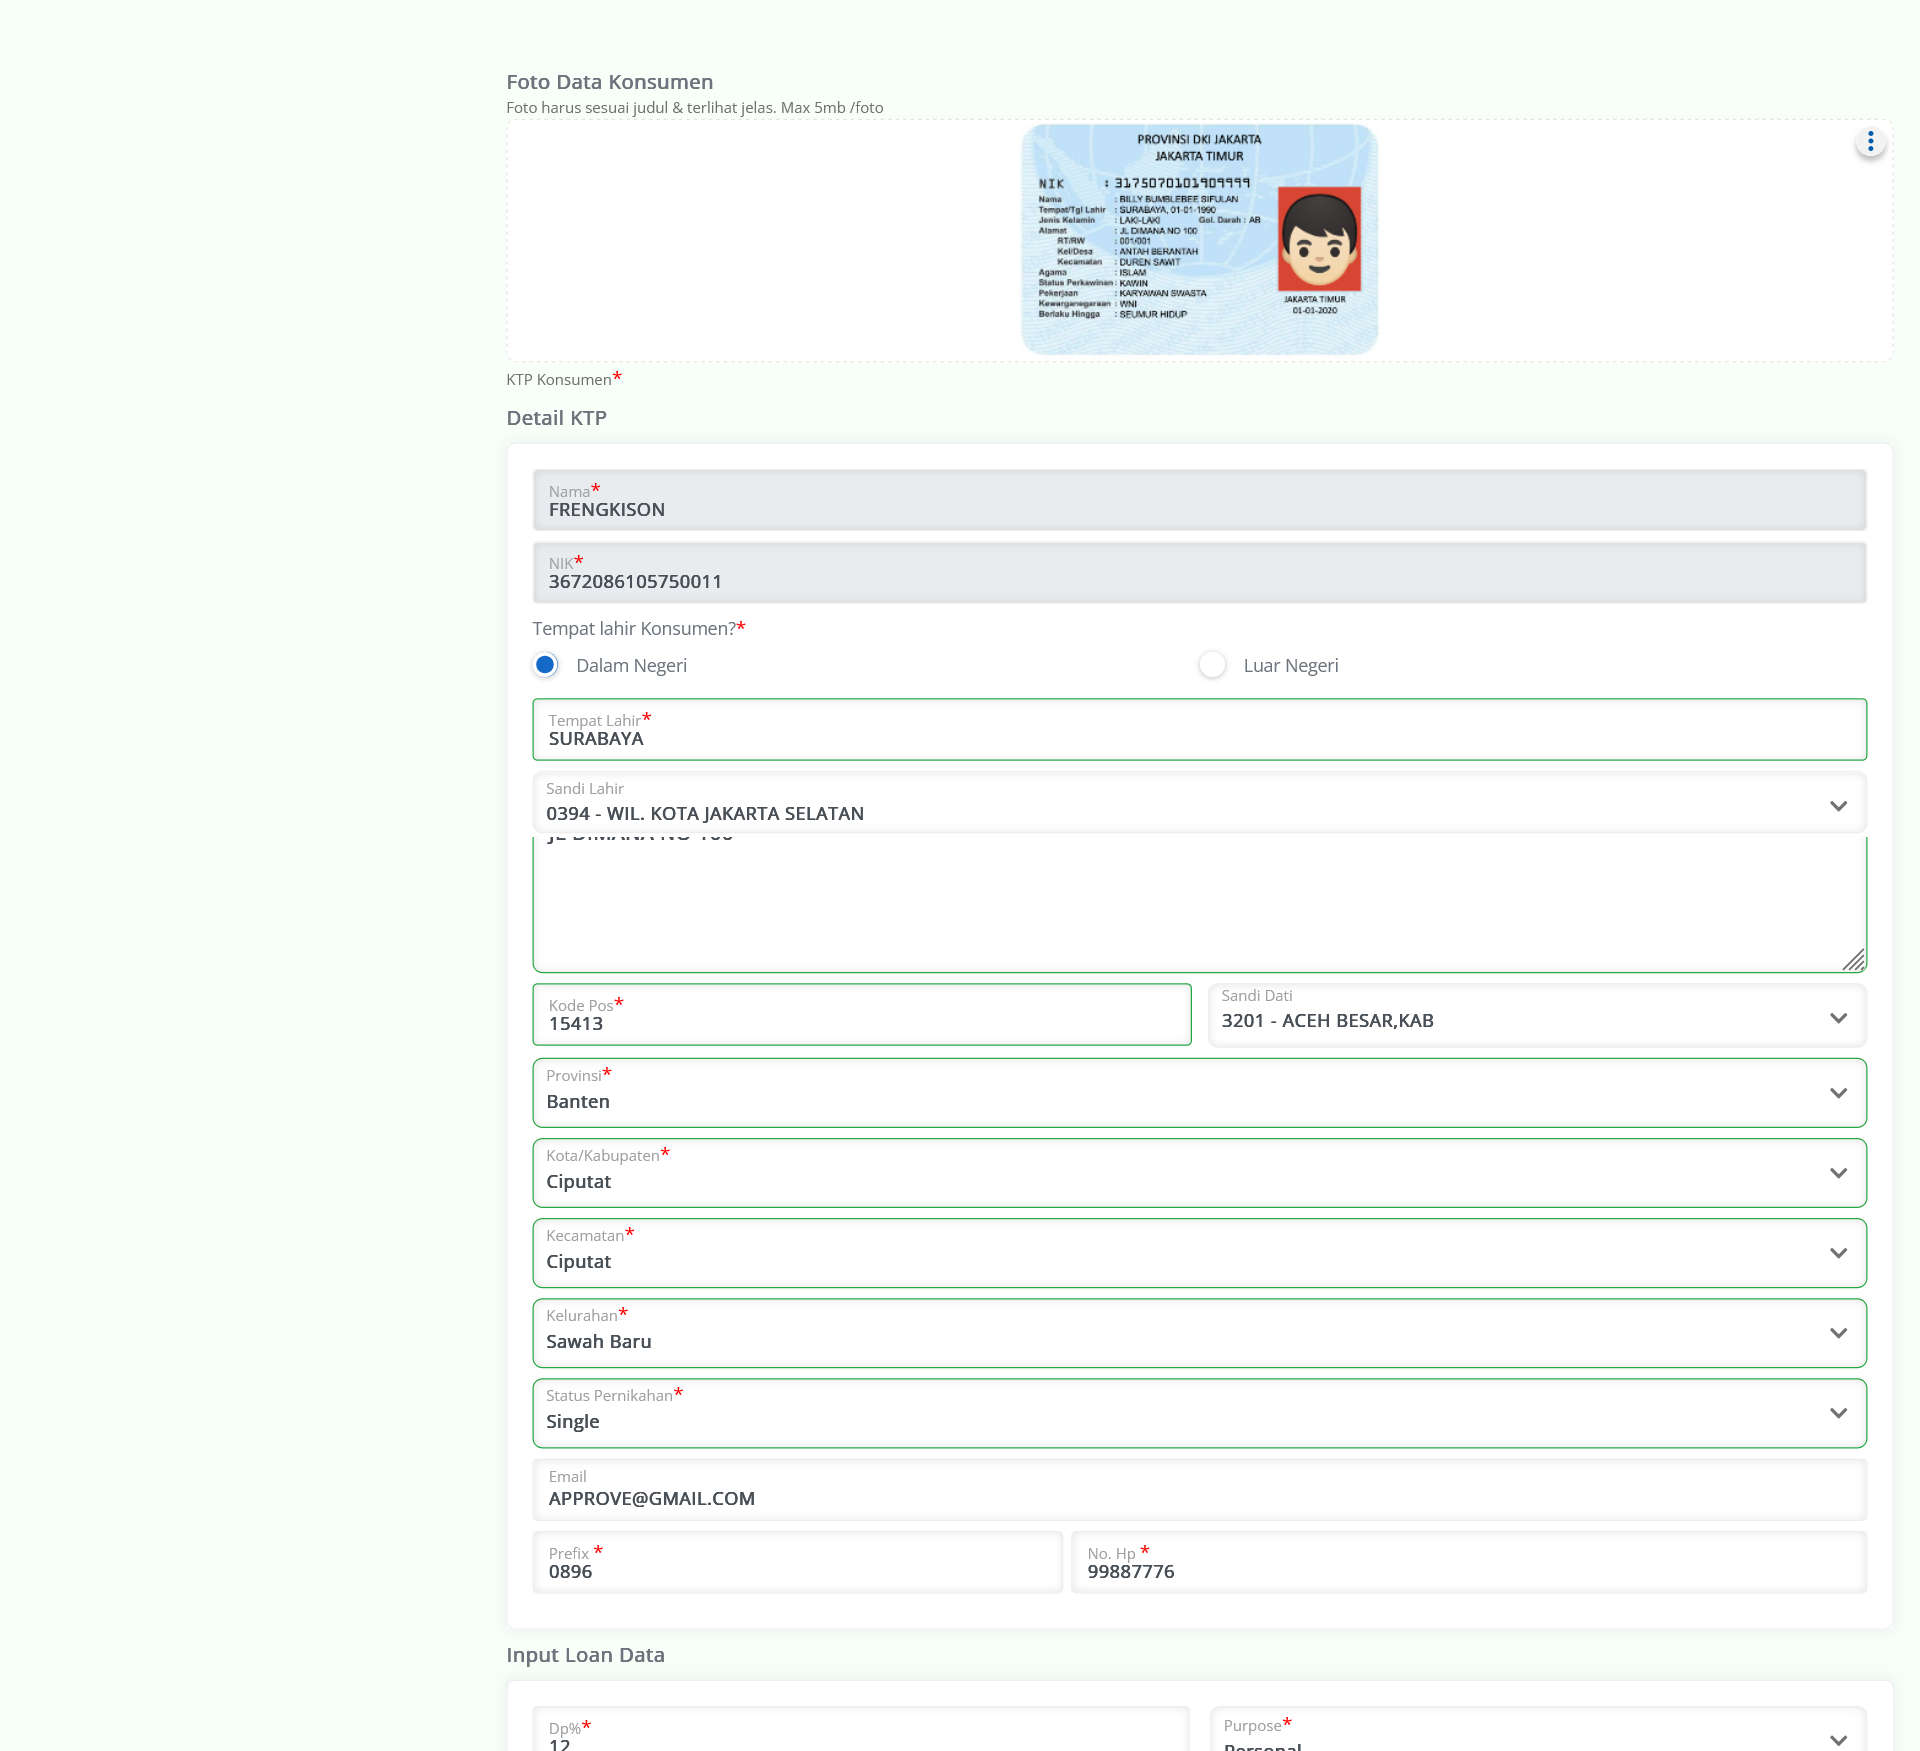 Foto Data Konsumen
Foto harus sesuai judul & terlihat jelas. Max 5mb /foto
PROVINSI DKI JAKARTA
JAKARTA TIMUR
NIK : 3175070101909999
Nama : BILLY BUMBLEBEE SIFULAN
Tempat/Tgl Lahir : SURABAYA, 01-01-1990
Jenis Kelamin : LAKI-LAKI Gol. Darah : AB
Alamat : JL DIMANA NO 100
RT/RW : 001/001
Kel/Desa : ANTAH BERANTAH
Kecamatan : DUREN SAWIT
Agama : ISLAM
Status Perkawinan : KAWIN
Pekerjaan : KARYAWAN SWASTA
Kewarganegaraan : WNI
Berlaku Hingga : SEUMUR HIDUP
JAKARTA TIMUR
01-01-2020
KTP Konsumen*
Detail KTP
Nama*
FRENGKISON
NIK*
3672086105750011
Tempat lahir Konsumen?*
Dalam Negeri
Luar Negeri
Tempat Lahir*
SURABAYA
Sandi Lahir
0394 - WIL. KOTA JAKARTA SELATAN
JL DIMANA NO 100
Kode Pos*
15413
Sandi Dati
3201 - ACEH BESAR,KAB
Provinsi*
Banten
Kota/Kabupaten*
Ciputat
Kecamatan*
Ciputat
Kelurahan*
Sawah Baru
Status Pernikahan*
Single
Email
APPROVE@GMAIL.COM
Prefix *
0896
No. Hp *
99887776
Input Loan Data
Dp%*
12
Purpose*
Personal